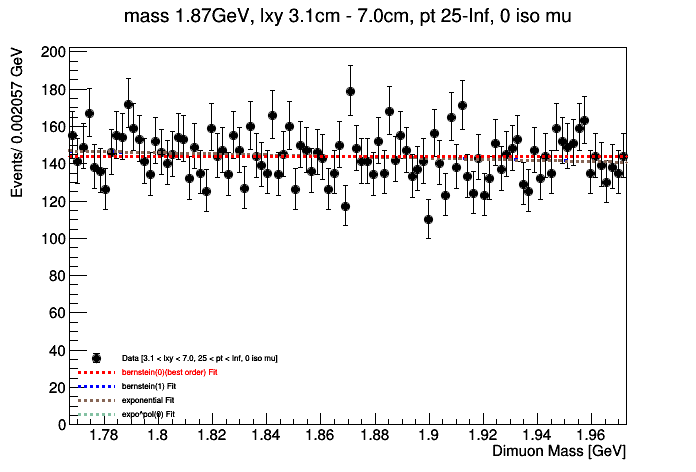 mass 1.87GeV, lxy 3.1cm - 7.0cm, pt 25-Inf, 0 iso mu
Events/ 0.002057 GeV
200
180
160
140
120
100
80
60
40
20
0
Data [3.1 < lxy < 7.0, 25 < pt < Inf, 0 iso mu]
bernstein(0)(best order) Fit
bernstein(1) Fit
exponential Fit
expo*pol(9) Fit
1.78 1.8 1.82 1.84 1.86 1.88 1.9 1.92 1.94 1.96
Dimuon Mass [GeV]